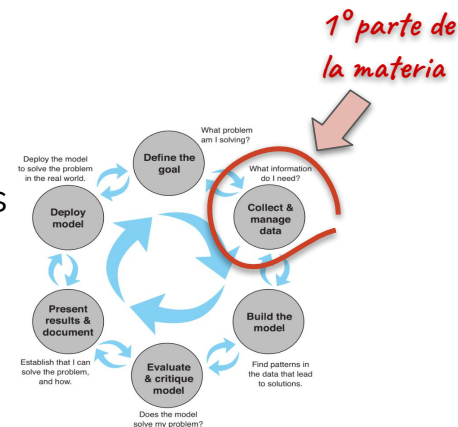 1º parte de
la materia
What problem
am I solving?
Define the
goal
Deploy the model
to solve the problem
in the real world.
What information
do I need?
s
Deploy
model
Collect &
manage
data
Present
results &
document
Build the
model
Establish that I can
solve the problem,
and how.
Evaluate
& critique
model
Find patterns in
the data that lead
to solutions.
Does the model
solve my problem?